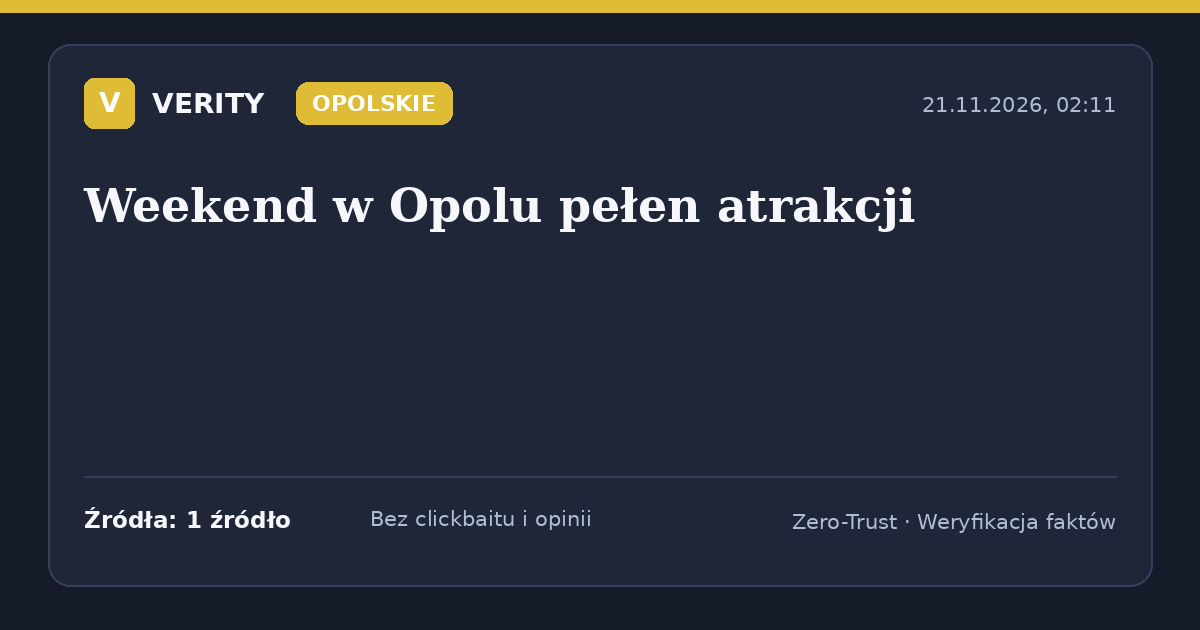 V VERITY OPOLSKIE 21.11.2026, 02:11
Weekend w Opolu pełen atrakcji
Źródła: 1 źródło Bez clickbaitu i opinii Zero-Trust · Weryfikacja faktów